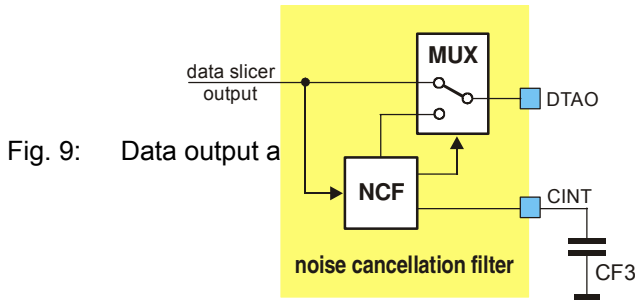 MUX
data slicer
output
DTAO
Fig. 9: Data output a
NCF
CINT
noise cancellation filter
CF3